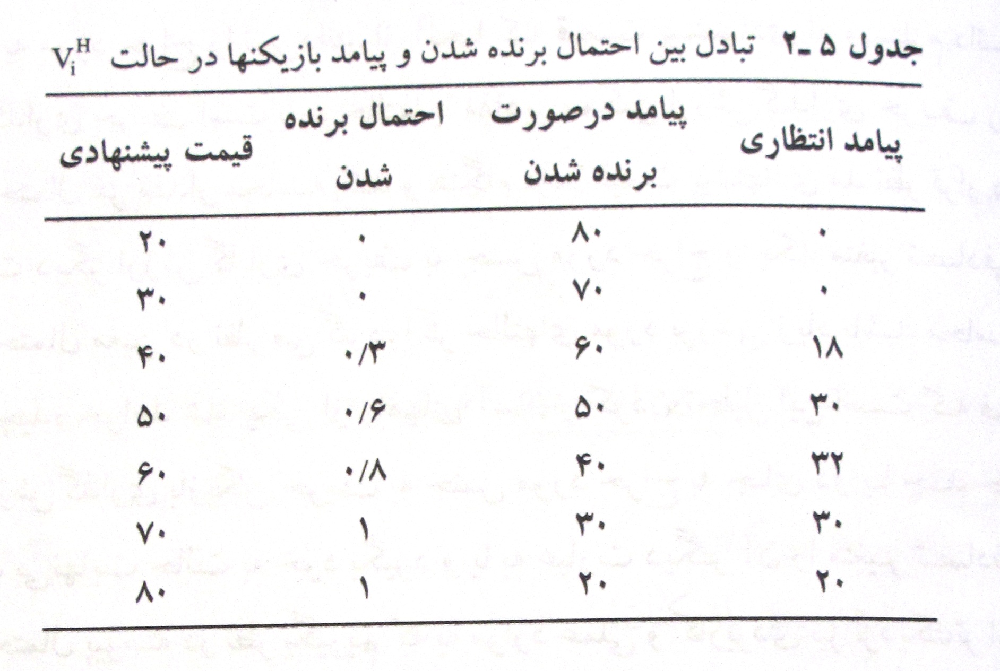 جدول ۵ ـ۲ تبادل بین احتمال برنده شدن و پیامد بازیکنها در حالت V_i^H
پیامد انتظاری پیامد درصورت برنده شدن احتمال برنده شدن قیمت پیشنهادی
۰ ۸۰ ۰ ۲۰
۰ ۷۰ ۰ ۳۰
۱۸ ۶۰ ۰/۳ ۴۰
۳۰ ۵۰ ۰/۶ ۵۰
۳۲ ۴۰ ۰/۸ ۶۰
۳۰ ۳۰ ۱ ۷۰
۲۰ ۲۰ ۱ ۸۰